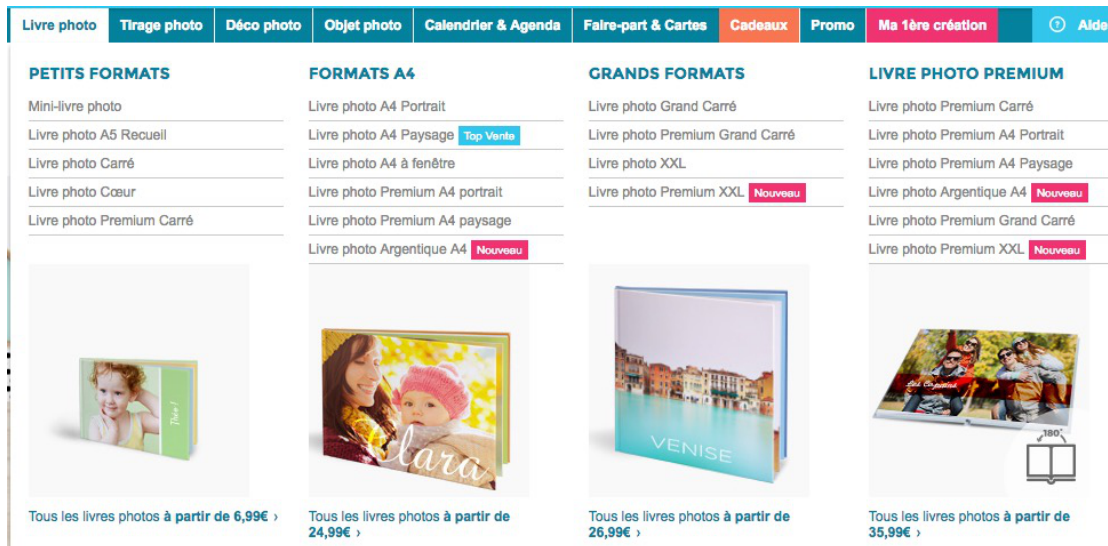 Livre photo
Tirage photo
Déco photo
Objet photo
Calendrier & Agenda
Faire-part & Cartes
Cadeaux
Promo
Ma 1ère création
Aide
PETITS FORMATS
Mini-livre photo
Livre photo A5 Recueil
Livre photo Carré
Livre photo Cœur
Livre photo Premium Carré
Tous les livres photos à partir de 6,99€ ›
FORMATS A4
Livre photo A4 Portrait
Livre photo A4 Paysage Top Vente
Livre photo A4 à fenêtre
Livre photo Premium A4 portrait
Livre photo Premium A4 paysage
Livre photo Argentique A4 Nouveau
Clara
Tous les livres photos à partir de
24,99€ ›
GRANDS FORMATS
Livre photo Grand Carré
Livre photo Premium Grand Carré
Livre photo XXL
Livre photo Premium XXL Nouveau
VENISE
Tous les livres photos à partir de
26,99€ ›
LIVRE PHOTO PREMIUM
Livre photo Premium Carré
Livre photo Premium A4 Portrait
Livre photo Premium A4 Paysage
Livre photo Argentique A4 Nouveau
Livre photo Premium Grand Carré
Livre photo Premium XXL Nouveau
Les Copains
180°
Tous les livres photos à partir de
35,99€ ›